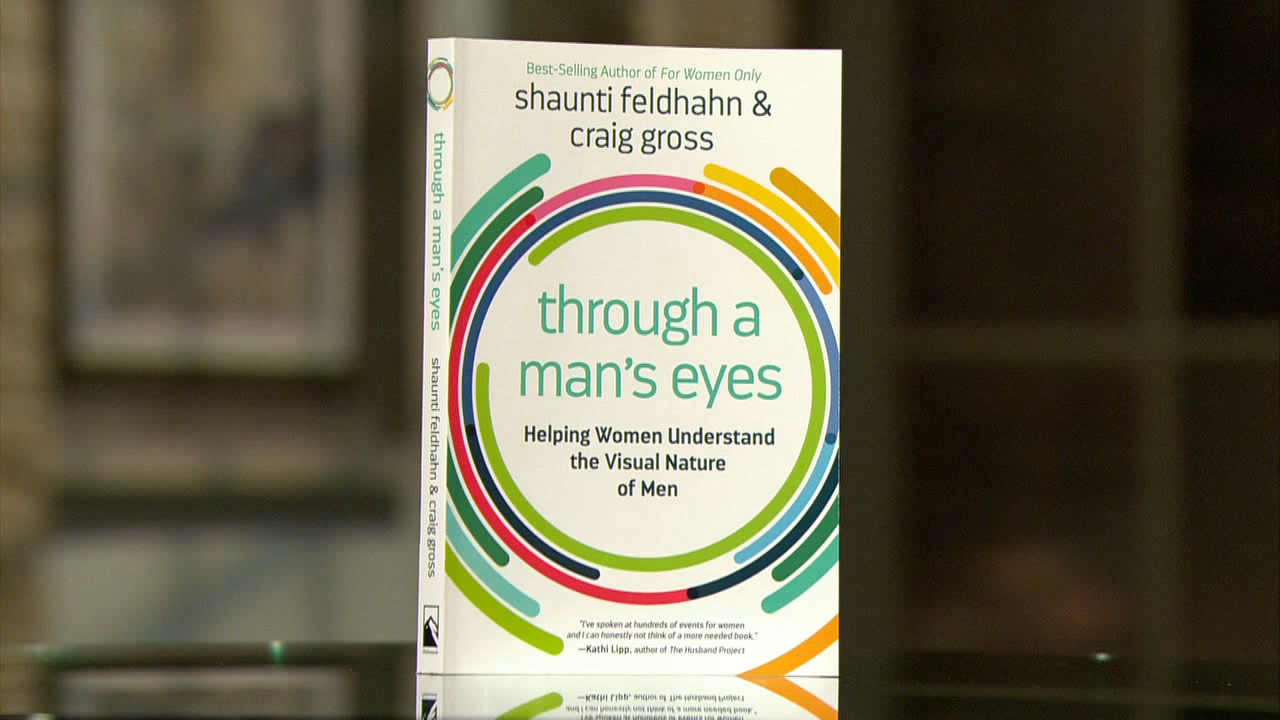 Best-Selling Author of For Women Only
shaunti feldhahn &
craig gross
through a
man's eyes
Helping Women Understand
the Visual Nature
of Men
"I've spoken at hundreds of events for women
and I can honestly not think of a more needed book."
—Kathi Lipp, author of The Husband Project
through a man's eyes
shaunti feldhahn & craig gross